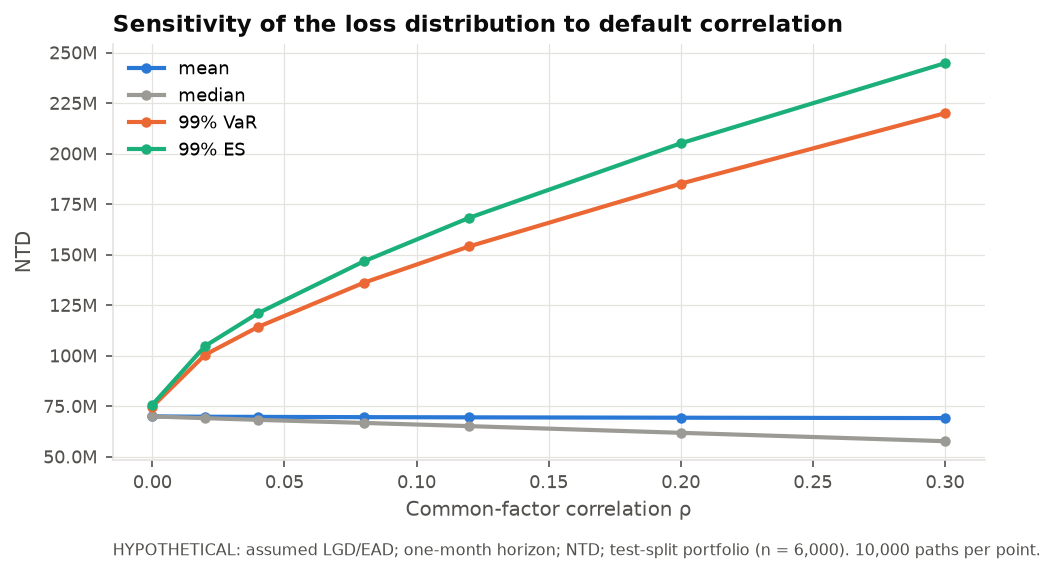 Sensitivity of the loss distribution to default correlation
250M
225M
200M
175M
150M
125M
100M
75.0M
50.0M
NTD
mean
median
99% VaR
99% ES
0.00 0.05 0.10 0.15 0.20 0.25 0.30
Common-factor correlation ρ
HYPOTHETICAL: assumed LGD/EAD; one-month horizon; NTD; test-split portfolio (n = 6,000). 10,000 paths per point.